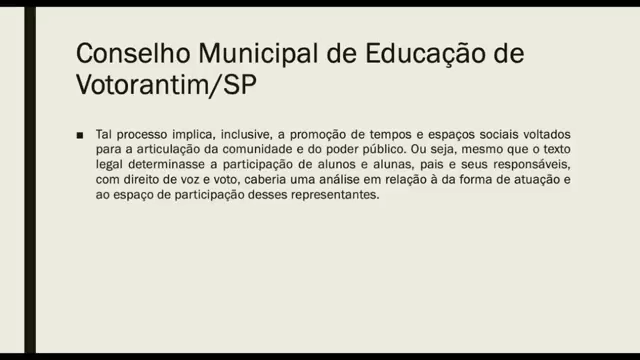 Conselho Municipal de Educação de
Votorantim/SP
▪ Tal processo implica, inclusive, a promoção de tempos e espaços sociais voltados
para a articulação da comunidade e do poder público. Ou seja, mesmo que o texto
legal determinasse a participação de alunos e alunas, pais e seus responsáveis,
com direito de voz e voto, caberia uma análise em relação à da forma de atuação e
ao espaço de participação desses representantes.